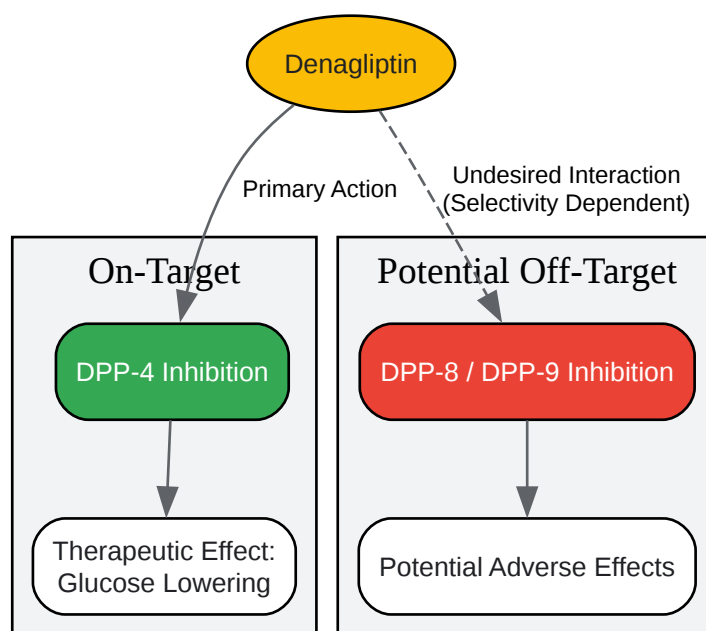 Denagliptin
Primary Action
Undesired Interaction
(Selectivity Dependent)
On-Target
DPP-4 Inhibition
Therapeutic Effect:
Glucose Lowering
Potential Off-Target
DPP-8 / DPP-9 Inhibition
Potential Adverse Effects